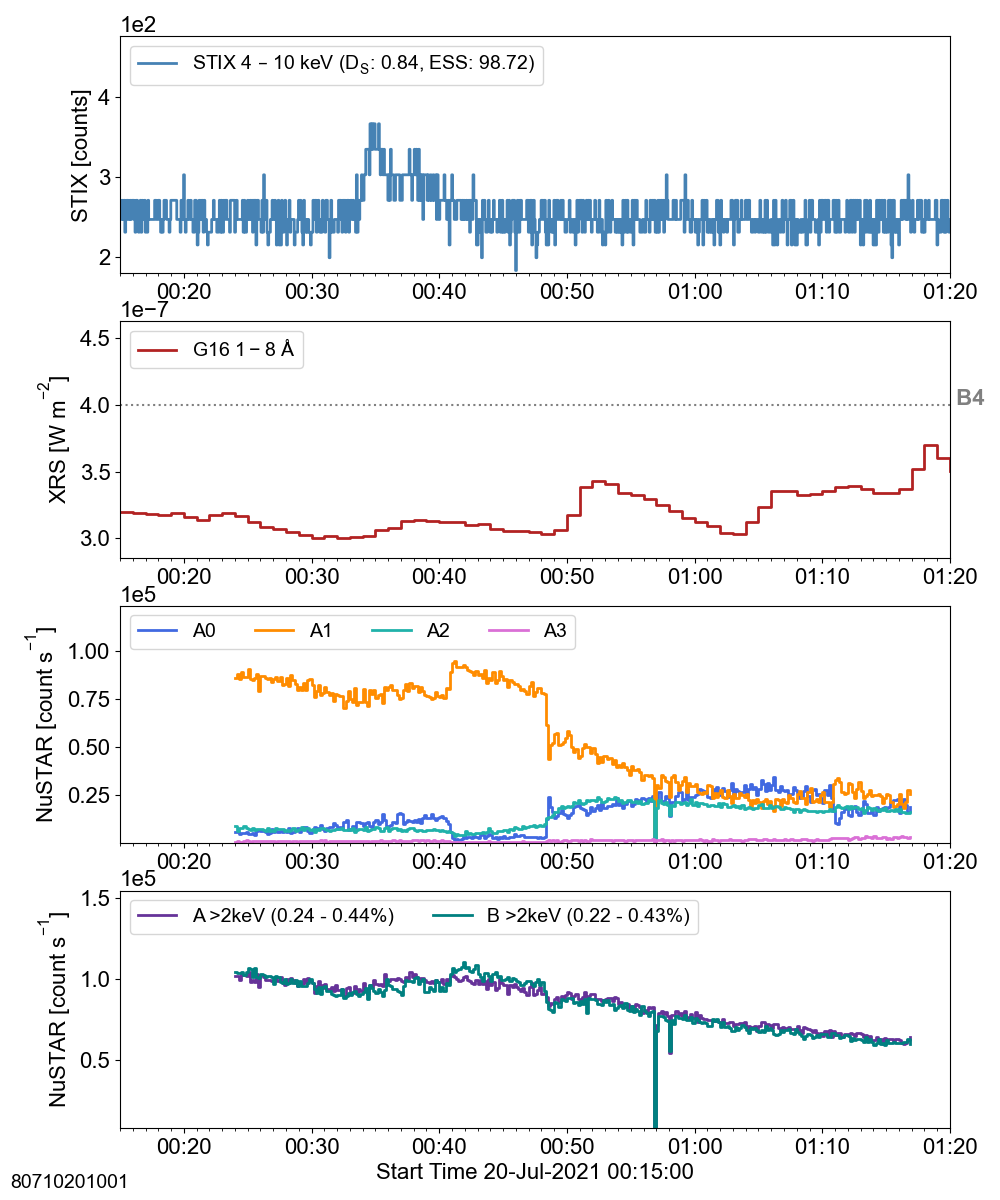 1e2
STIX 4 – 10 keV (D_S: 0.84, ESS: 98.72)
STIX [counts]
4
3
2
00:20 00:30 00:40 00:50 01:00 01:10 01:20
1e−7
G16 1 – 8 Å
XRS [W m⁻²]
4.5
4.0
3.5
3.0
B4
00:20 00:30 00:40 00:50 01:00 01:10 01:20
1e5
A0 A1 A2 A3
NuSTAR [count s⁻¹]
1.00
0.75
0.50
0.25
00:20 00:30 00:40 00:50 01:00 01:10 01:20
1e5
A >2keV (0.24 - 0.44%) B >2keV (0.22 - 0.43%)
NuSTAR [count s⁻¹]
1.5
1.0
0.5
00:20 00:30 00:40 00:50 01:00 01:10 01:20
Start Time 20-Jul-2021 00:15:00
80710201001